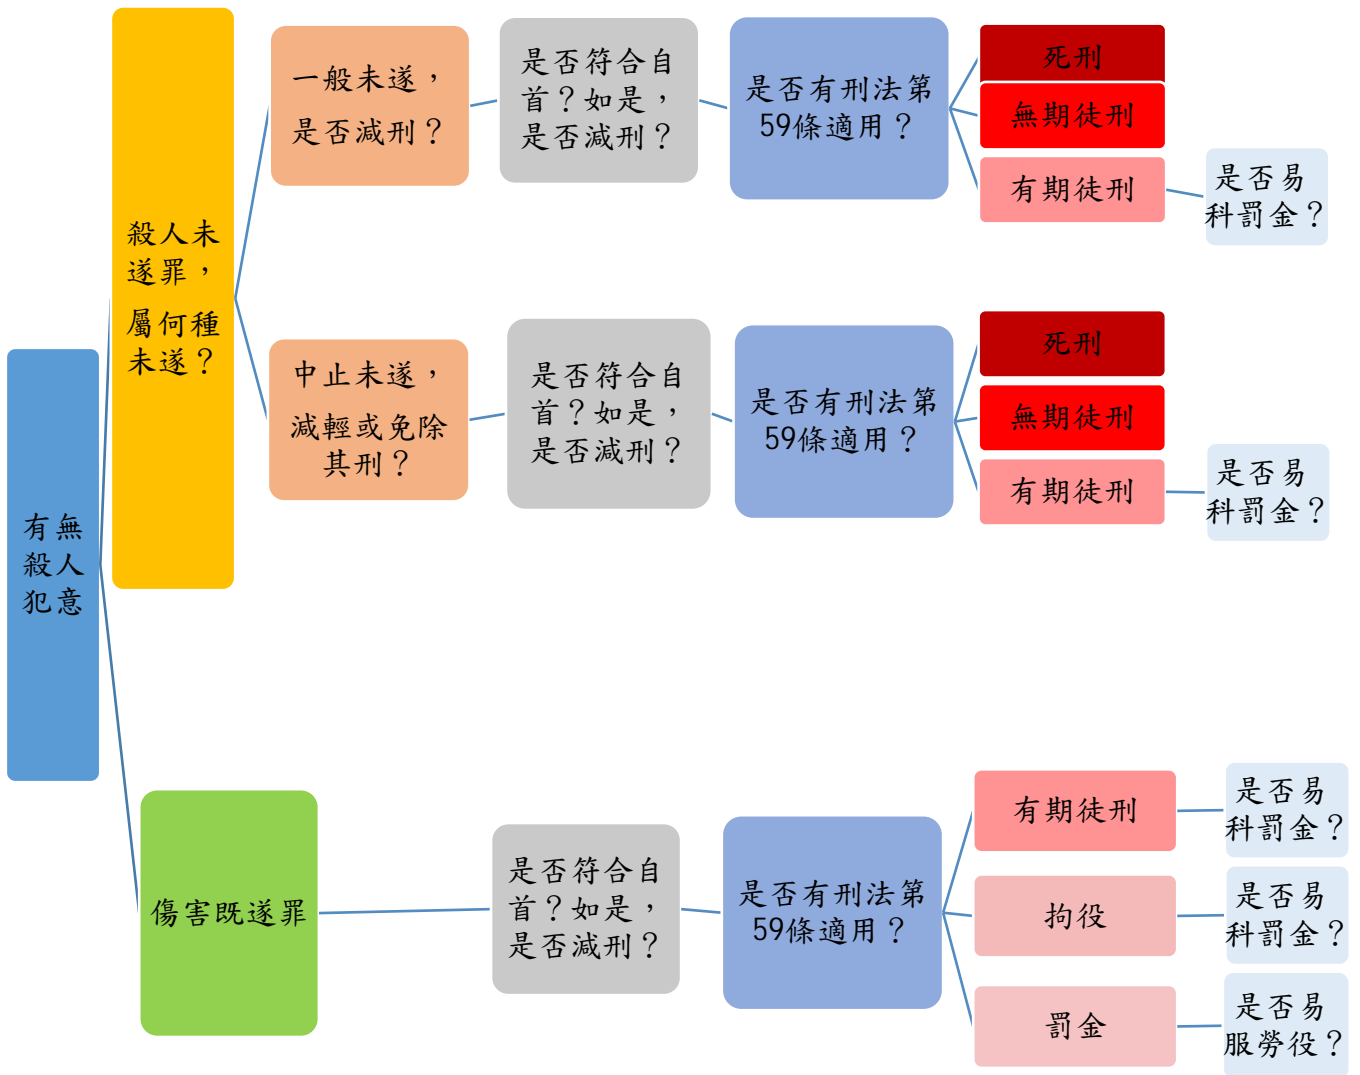 有無
殺人
犯意
殺人未
遂罪，
屬何種
未遂？
一般未遂，
是否減刑？
是否符合自
首？如是，
是否減刑？
是否有刑法第
59條適用？
死刑
無期徒刑
有期徒刑
是否易
科罰金？
中止未遂，
減輕或免除
其刑？
是否符合自
首？如是，
是否減刑？
是否有刑法第
59條適用？
死刑
無期徒刑
有期徒刑
是否易
科罰金？
傷害既遂罪
是否符合自
首？如是，
是否減刑？
是否有刑法第
59條適用？
有期徒刑
是否易
科罰金？
拘役
是否易
科罰金？
罰金
是否易
服勞役？